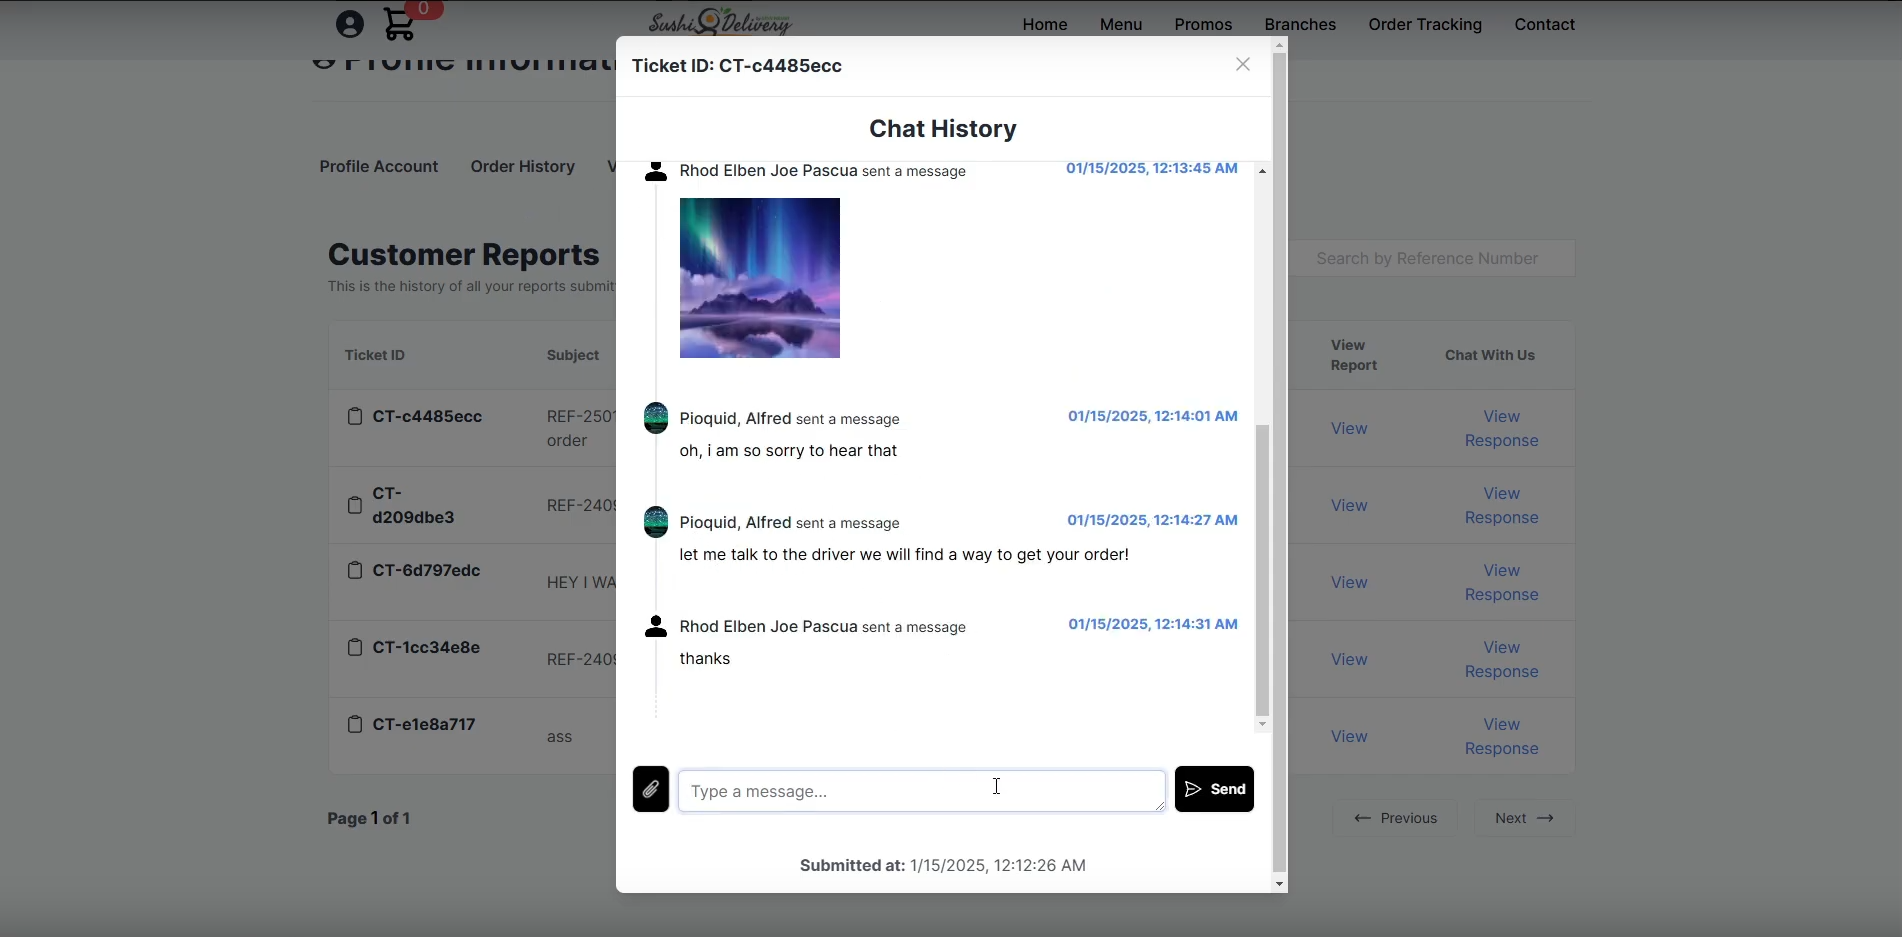 0
Sushi Delivery
Home Menu Promos Branches Order Tracking Contact
Profile Informati
Ticket ID: CT-c4485ecc
Chat History
Profile Account Order History V
Customer Reports
This is the history of all your reports submit
Search by Reference Number
Ticket ID Subject
View
Report
Chat With Us
CT-c4485ecc
REF-2501
order
View
View
Response
CT-
d209dbe3
REF-2409
View
View
Response
CT-6d797edc
HEY I WA
View
View
Response
CT-1cc34e8e
REF-2409
View
View
Response
CT-e1e8a717
ass
View
View
Response
Page 1 of 1
Previous Next
Rhod Elben Joe Pascua sent a message 01/15/2025, 12:13:45 AM
Pioquid, Alfred sent a message 01/15/2025, 12:14:01 AM
oh, i am so sorry to hear that
Pioquid, Alfred sent a message 01/15/2025, 12:14:27 AM
let me talk to the driver we will find a way to get your order!
Rhod Elben Joe Pascua sent a message 01/15/2025, 12:14:31 AM
thanks
Type a message...
Send
Submitted at: 1/15/2025, 12:12:26 AM